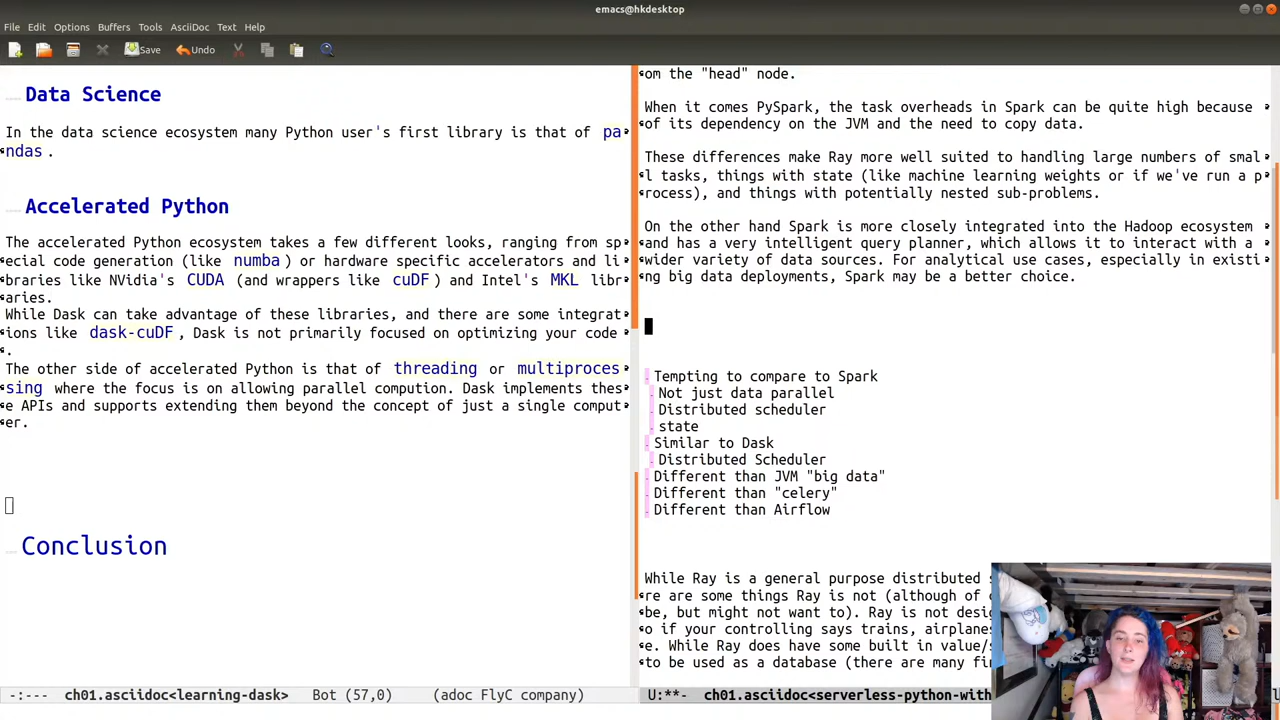 emacs@hkdesktop
File Edit Options Buffers Tools AsciiDoc Text Help
Save Undo
Data Science
In the data science ecosystem many Python user's first library is that of pa
ndas.
Accelerated Python
The accelerated Python ecosystem takes a few different looks, ranging from sp
ecial code generation (like numba) or hardware specific accelerators and li
braries like NVidia's CUDA (and wrappers like cuDF) and Intel's MKL libr
aries.
While Dask can take advantage of these libraries, and there are some integrat
ions like dask-cuDF, Dask is not primarily focused on optimizing your code
.
The other side of accelerated Python is that of threading or multiproces
sing where the focus is on allowing parallel compution. Dask implements thes
e APIs and supports extending them beyond the concept of just a single comput
er.
Conclusion
-:--- ch01.asciidoc<learning-dask> Bot (57,0) (adoc FlyC company)
om the "head" node.
When it comes PySpark, the task overheads in Spark can be quite high because
of its dependency on the JVM and the need to copy data.
These differences make Ray more well suited to handling large numbers of smal
l tasks, things with state (like machine learning weights or if we've run a p
rocess), and things with potentially nested sub-problems.
On the other hand Spark is more closely integrated into the Hadoop ecosystem
and has a very intelligent query planner, which allows it to interact with a
wider variety of data sources. For analytical use cases, especially in existi
ng big data deployments, Spark may be a better choice.
. Tempting to compare to Spark
. Not just data parallel
. Distributed scheduler
. state
. Similar to Dask
. Distributed Scheduler
. Different than JVM "big data"
. Different than "celery"
. Different than Airflow
While Ray is a general purpose distributed
re are some things Ray is not (although of
be, but might not want to). Ray is not desig
o if your controlling says trains, airplanes
e. While Ray does have some built in value/s
to be used as a database (there are many fin
U:**- ch01.asciidoc<serverless-python-with